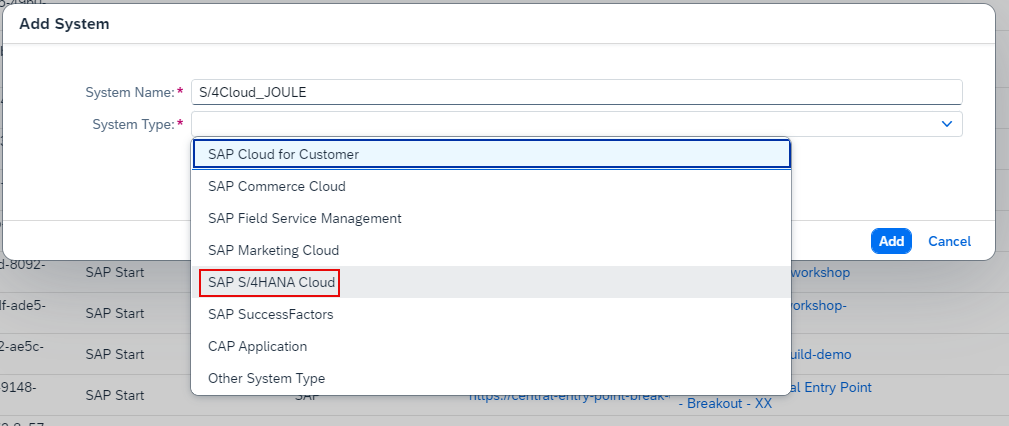 Add System
System Name:*
S/4Cloud_JOULE
System Type:*
SAP Cloud for Customer
SAP Commerce Cloud
SAP Field Service Management
SAP Marketing Cloud
SAP S/4HANA Cloud
SAP SuccessFactors
CAP Application
Other System Type
Add Cancel
d-8092-
SAP Start
workshop
df-ade5-
SAP Start
workshop-
2-ae5c-
SAP Start
uild-demo
9148-
SAP Start
SAP
https://central-entry-point-break-
al Entry Point
- Breakout - XX